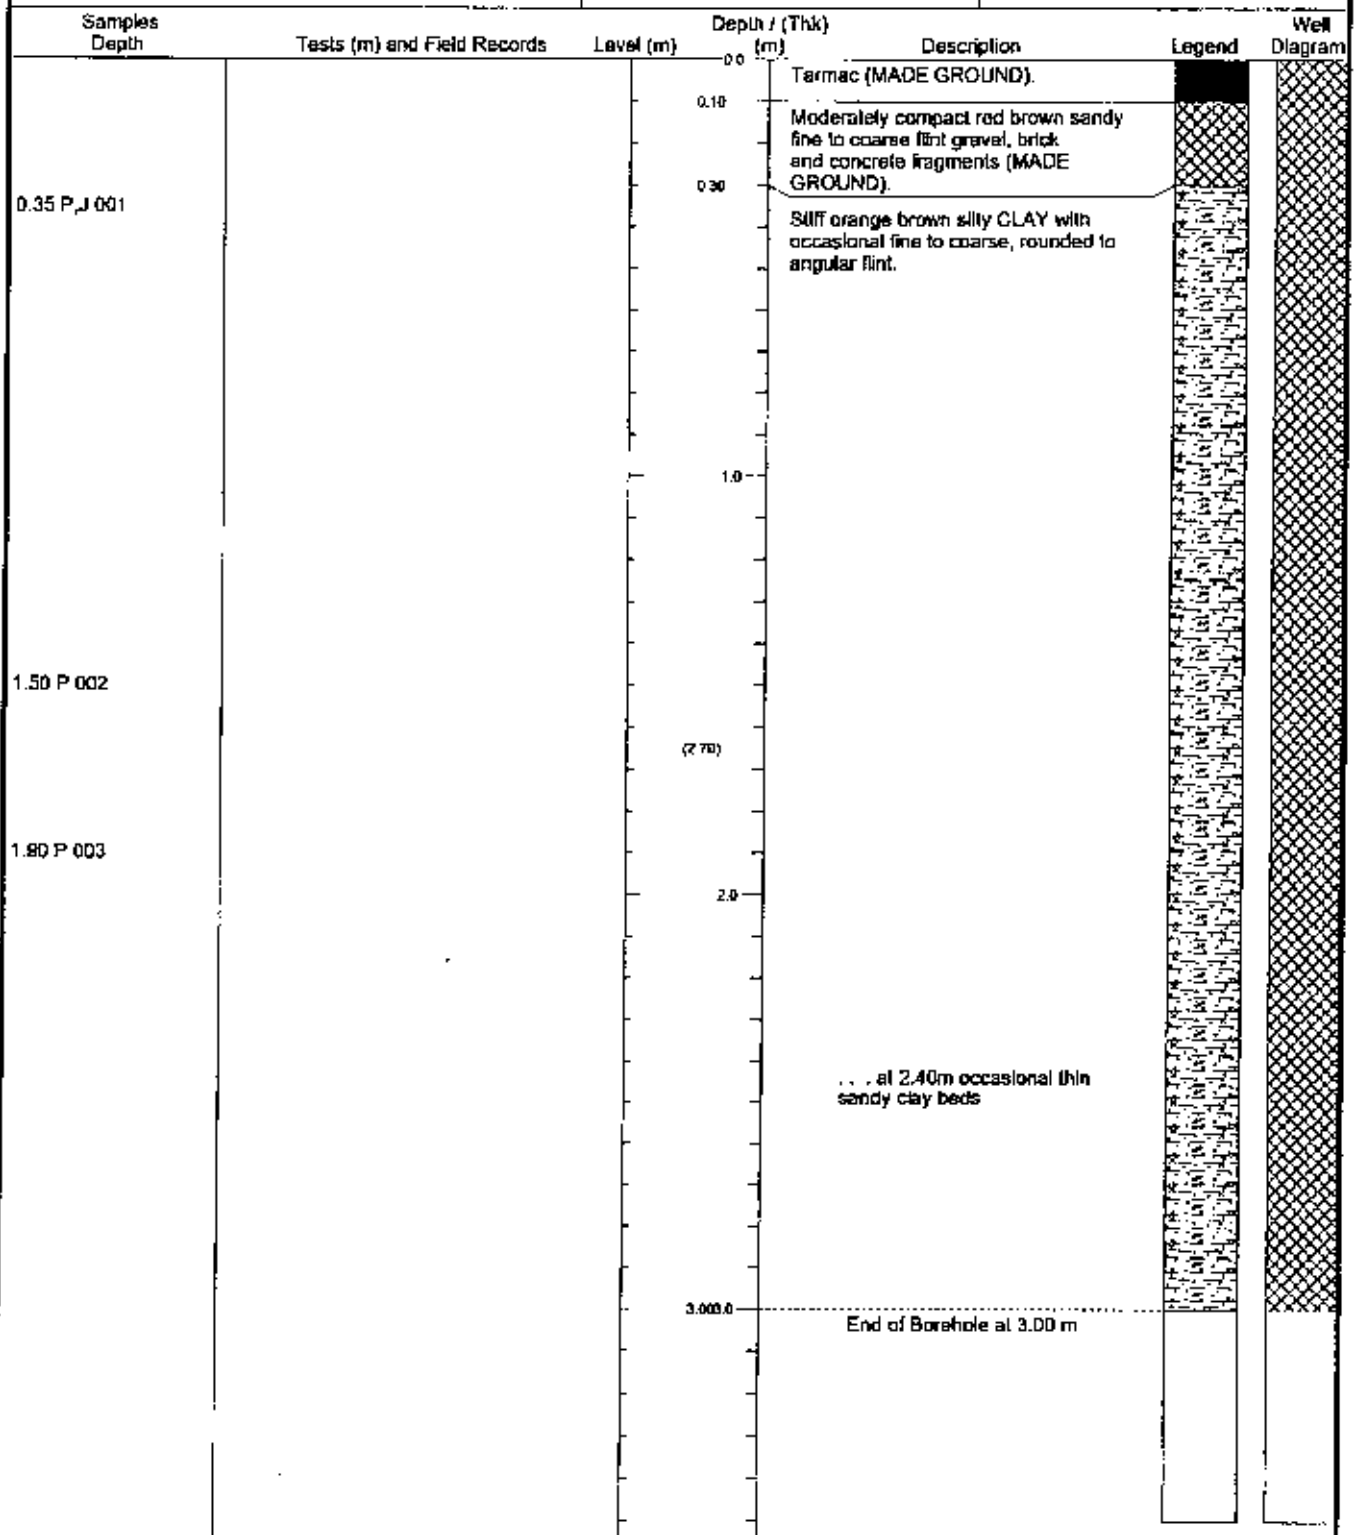 Samples
Depth
Tests (m) and Field Records
Level (m)
Depth / (Thk)
(m)
Description
Legend
Well
Diagram
0.0
Tarmac (MADE GROUND).
0.10
Moderately compact red brown sandy
fine to coarse flint gravel, brick
and concrete fragments (MADE
GROUND).
0.30
0.35 P,J 001
Stiff orange brown silty CLAY with
occasional fine to coarse, rounded to
angular flint.
1.0
1.50 P 002
(2.70)
1.90 P 003
2.0
. . . at 2.40m occasional thin
sandy clay beds
3.003.0
End of Borehole at 3.00 m